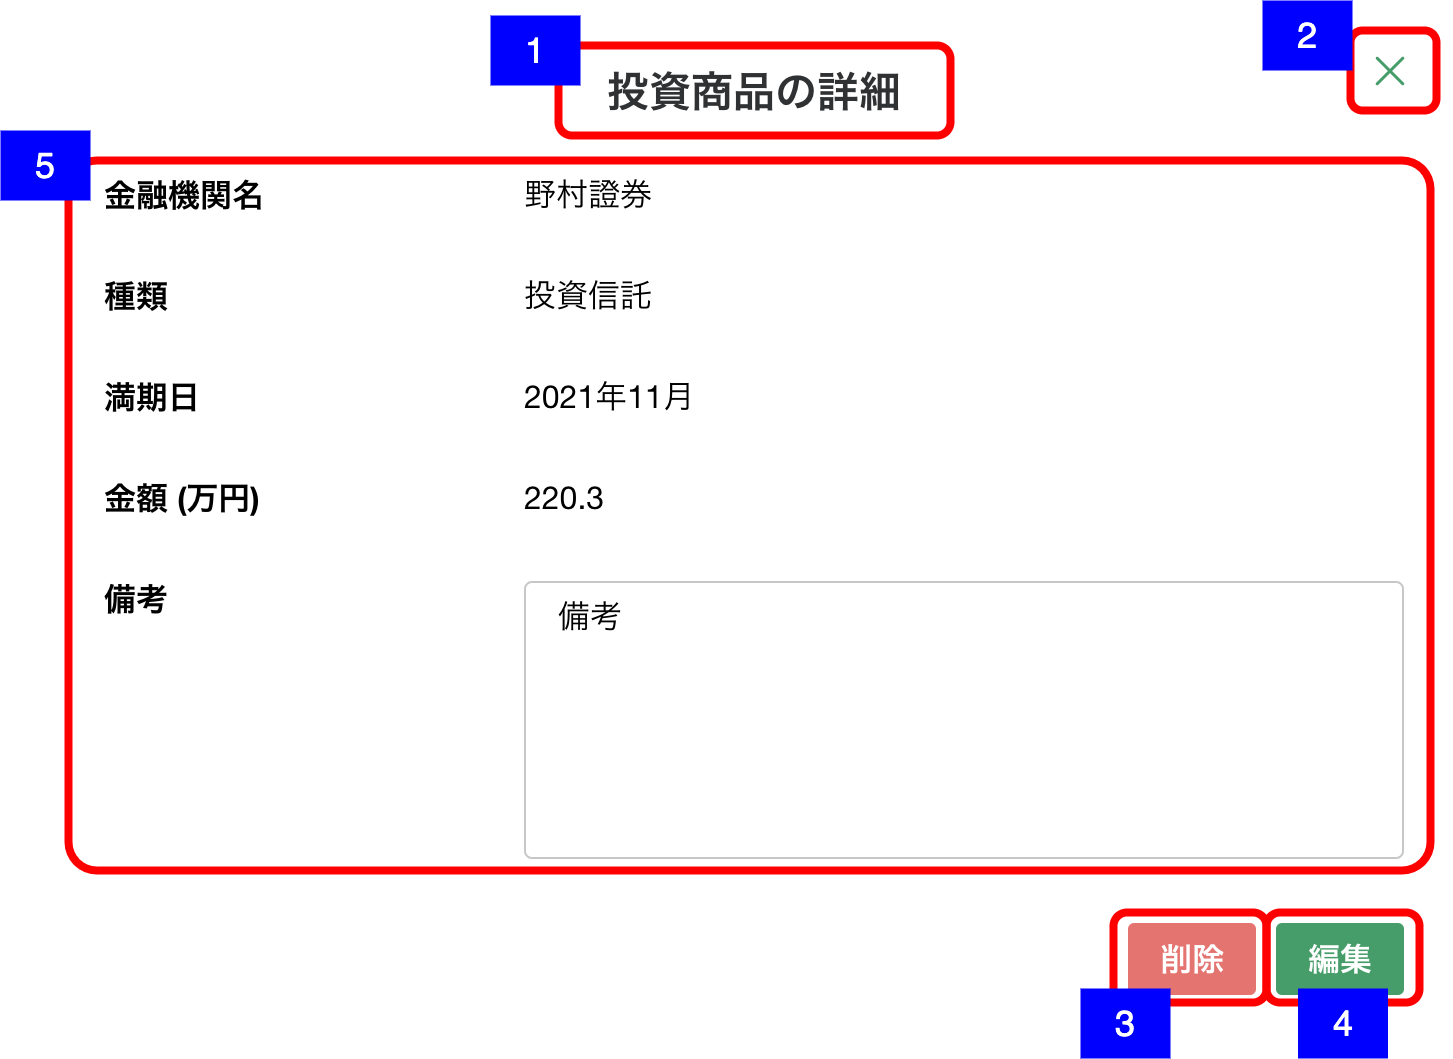 1
投資商品の詳細
2
5
金融機関名 野村證券
種類 投資信託
満期日 2021年11月
金額 (万円) 220.3
備考 備考
削除 編集
3 4